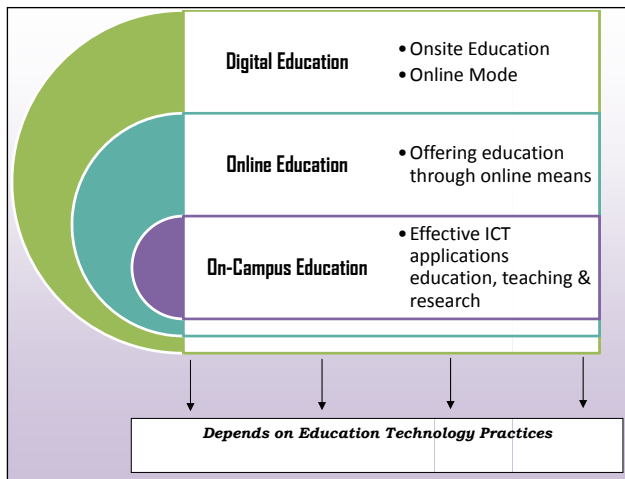 Digital Education
• Onsite Education
• Online Mode
Online Education
• Offering education
through online means
On-Campus Education
• Effective ICT
applications
education, teaching &
research
Depends on Education Technology Practices